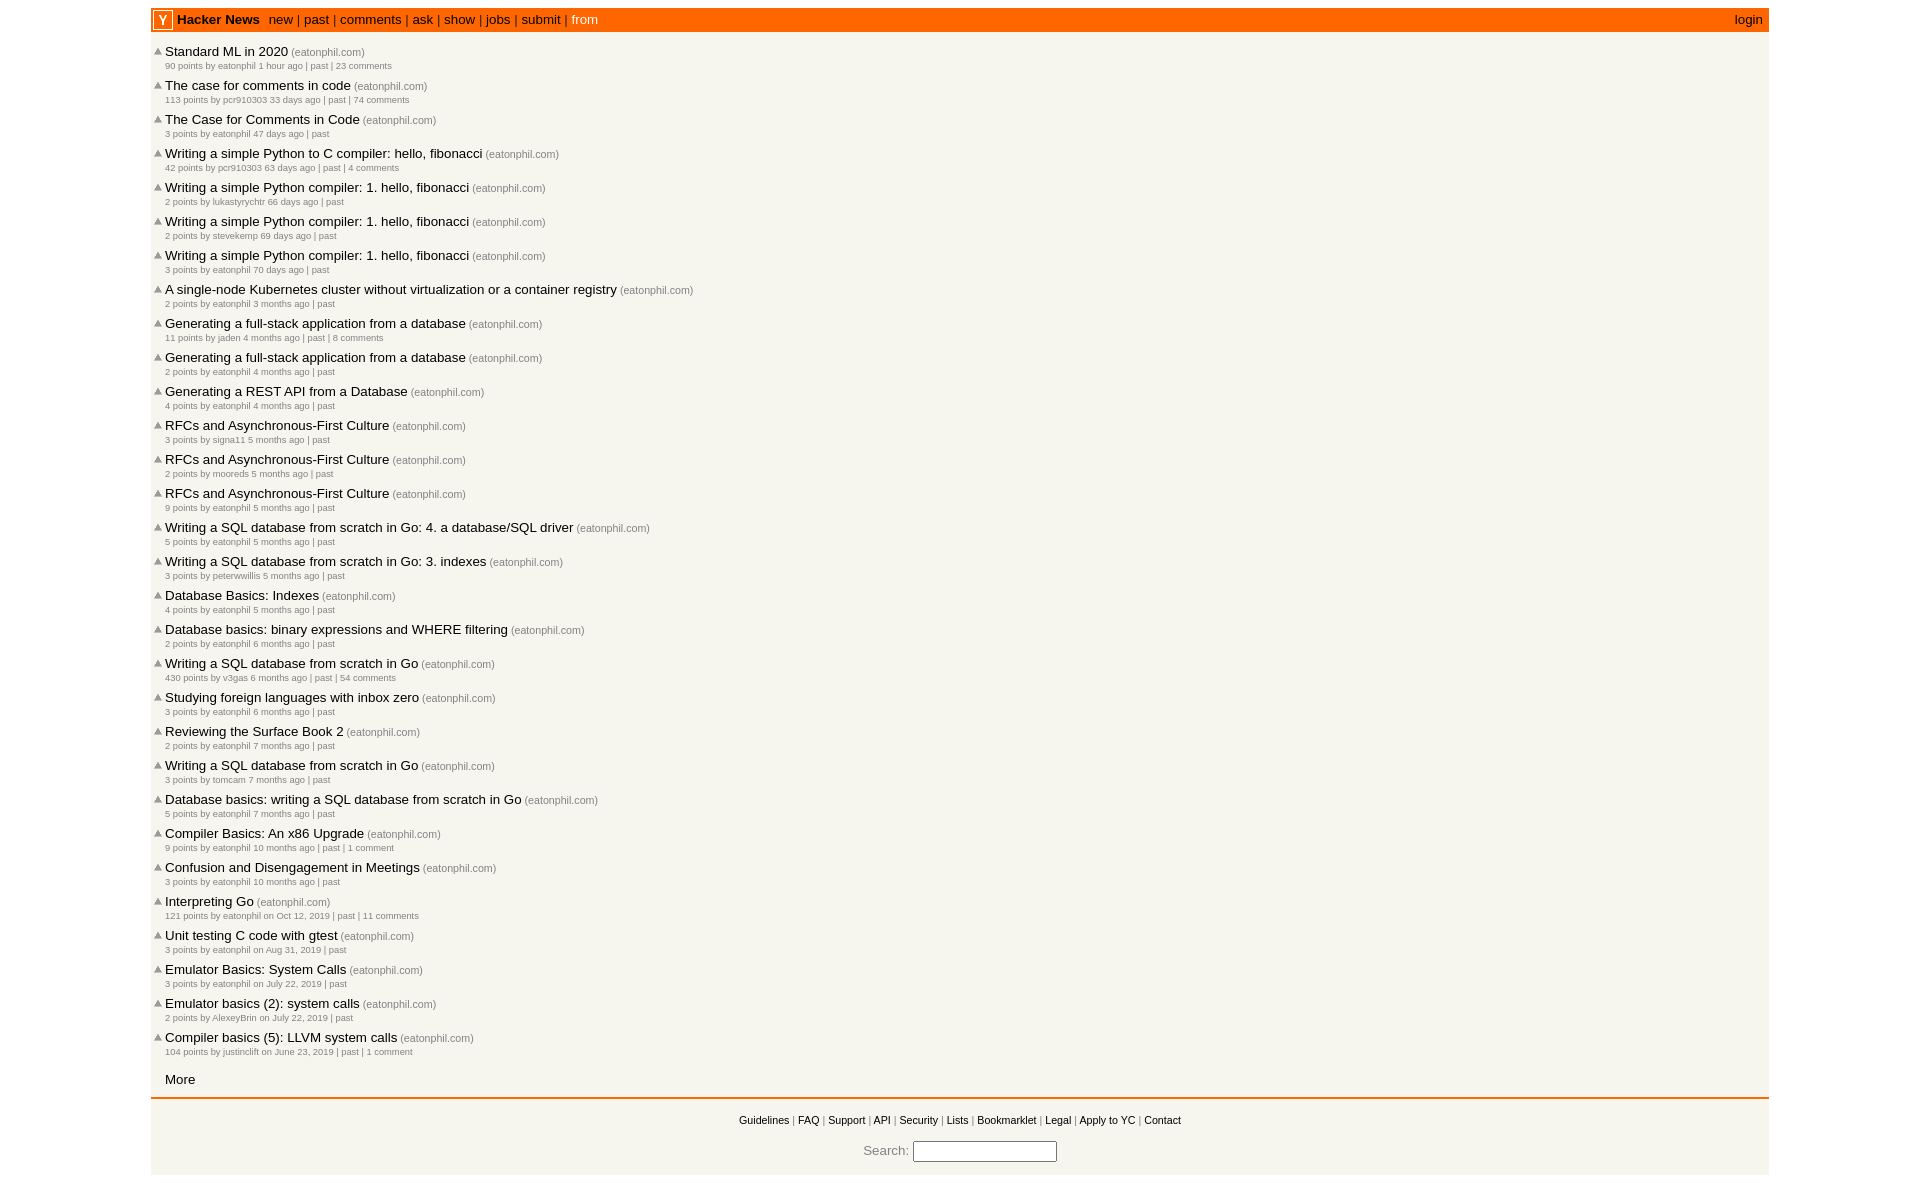 Y Hacker News new | past | comments | ask | show | jobs | submit | from login
Standard ML in 2020 (eatonphil.com)
90 points by eatonphil 1 hour ago | past | 23 comments
The case for comments in code (eatonphil.com)
113 points by pcr910303 33 days ago | past | 74 comments
The Case for Comments in Code (eatonphil.com)
3 points by eatonphil 47 days ago | past
Writing a simple Python to C compiler: hello, fibonacci (eatonphil.com)
42 points by pcr910303 63 days ago | past | 4 comments
Writing a simple Python compiler: 1. hello, fibonacci (eatonphil.com)
2 points by lukastyrychtr 66 days ago | past
Writing a simple Python compiler: 1. hello, fibonacci (eatonphil.com)
2 points by stevekemp 69 days ago | past
Writing a simple Python compiler: 1. hello, fibonacci (eatonphil.com)
3 points by eatonphil 70 days ago | past
A single-node Kubernetes cluster without virtualization or a container registry (eatonphil.com)
2 points by eatonphil 3 months ago | past
Generating a full-stack application from a database (eatonphil.com)
11 points by jaden 4 months ago | past | 8 comments
Generating a full-stack application from a database (eatonphil.com)
2 points by eatonphil 4 months ago | past
Generating a REST API from a Database (eatonphil.com)
4 points by eatonphil 4 months ago | past
RFCs and Asynchronous-First Culture (eatonphil.com)
3 points by signa11 5 months ago | past
RFCs and Asynchronous-First Culture (eatonphil.com)
2 points by mooreds 5 months ago | past
RFCs and Asynchronous-First Culture (eatonphil.com)
9 points by eatonphil 5 months ago | past
Writing a SQL database from scratch in Go: 4. a database/SQL driver (eatonphil.com)
5 points by eatonphil 5 months ago | past
Writing a SQL database from scratch in Go: 3. indexes (eatonphil.com)
3 points by peterwwillis 5 months ago | past
Database Basics: Indexes (eatonphil.com)
4 points by eatonphil 5 months ago | past
Database basics: binary expressions and WHERE filtering (eatonphil.com)
2 points by eatonphil 6 months ago | past
Writing a SQL database from scratch in Go (eatonphil.com)
430 points by v3gas 6 months ago | past | 54 comments
Studying foreign languages with inbox zero (eatonphil.com)
3 points by eatonphil 6 months ago | past
Reviewing the Surface Book 2 (eatonphil.com)
2 points by eatonphil 7 months ago | past
Writing a SQL database from scratch in Go (eatonphil.com)
3 points by tomcam 7 months ago | past
Database basics: writing a SQL database from scratch in Go (eatonphil.com)
5 points by eatonphil 7 months ago | past
Compiler Basics: An x86 Upgrade (eatonphil.com)
9 points by eatonphil 10 months ago | past | 1 comment
Confusion and Disengagement in Meetings (eatonphil.com)
3 points by eatonphil 10 months ago | past
Interpreting Go (eatonphil.com)
121 points by eatonphil on Oct 12, 2019 | past | 11 comments
Unit testing C code with gtest (eatonphil.com)
3 points by eatonphil on Aug 31, 2019 | past
Emulator Basics: System Calls (eatonphil.com)
3 points by eatonphil on July 22, 2019 | past
Emulator basics (2): system calls (eatonphil.com)
2 points by AlexeyBrin on July 22, 2019 | past
Compiler basics (5): LLVM system calls (eatonphil.com)
104 points by justinclift on June 23, 2019 | past | 1 comment
More
Guidelines | FAQ | Support | API | Security | Lists | Bookmarklet | Legal | Apply to YC | Contact
Search: